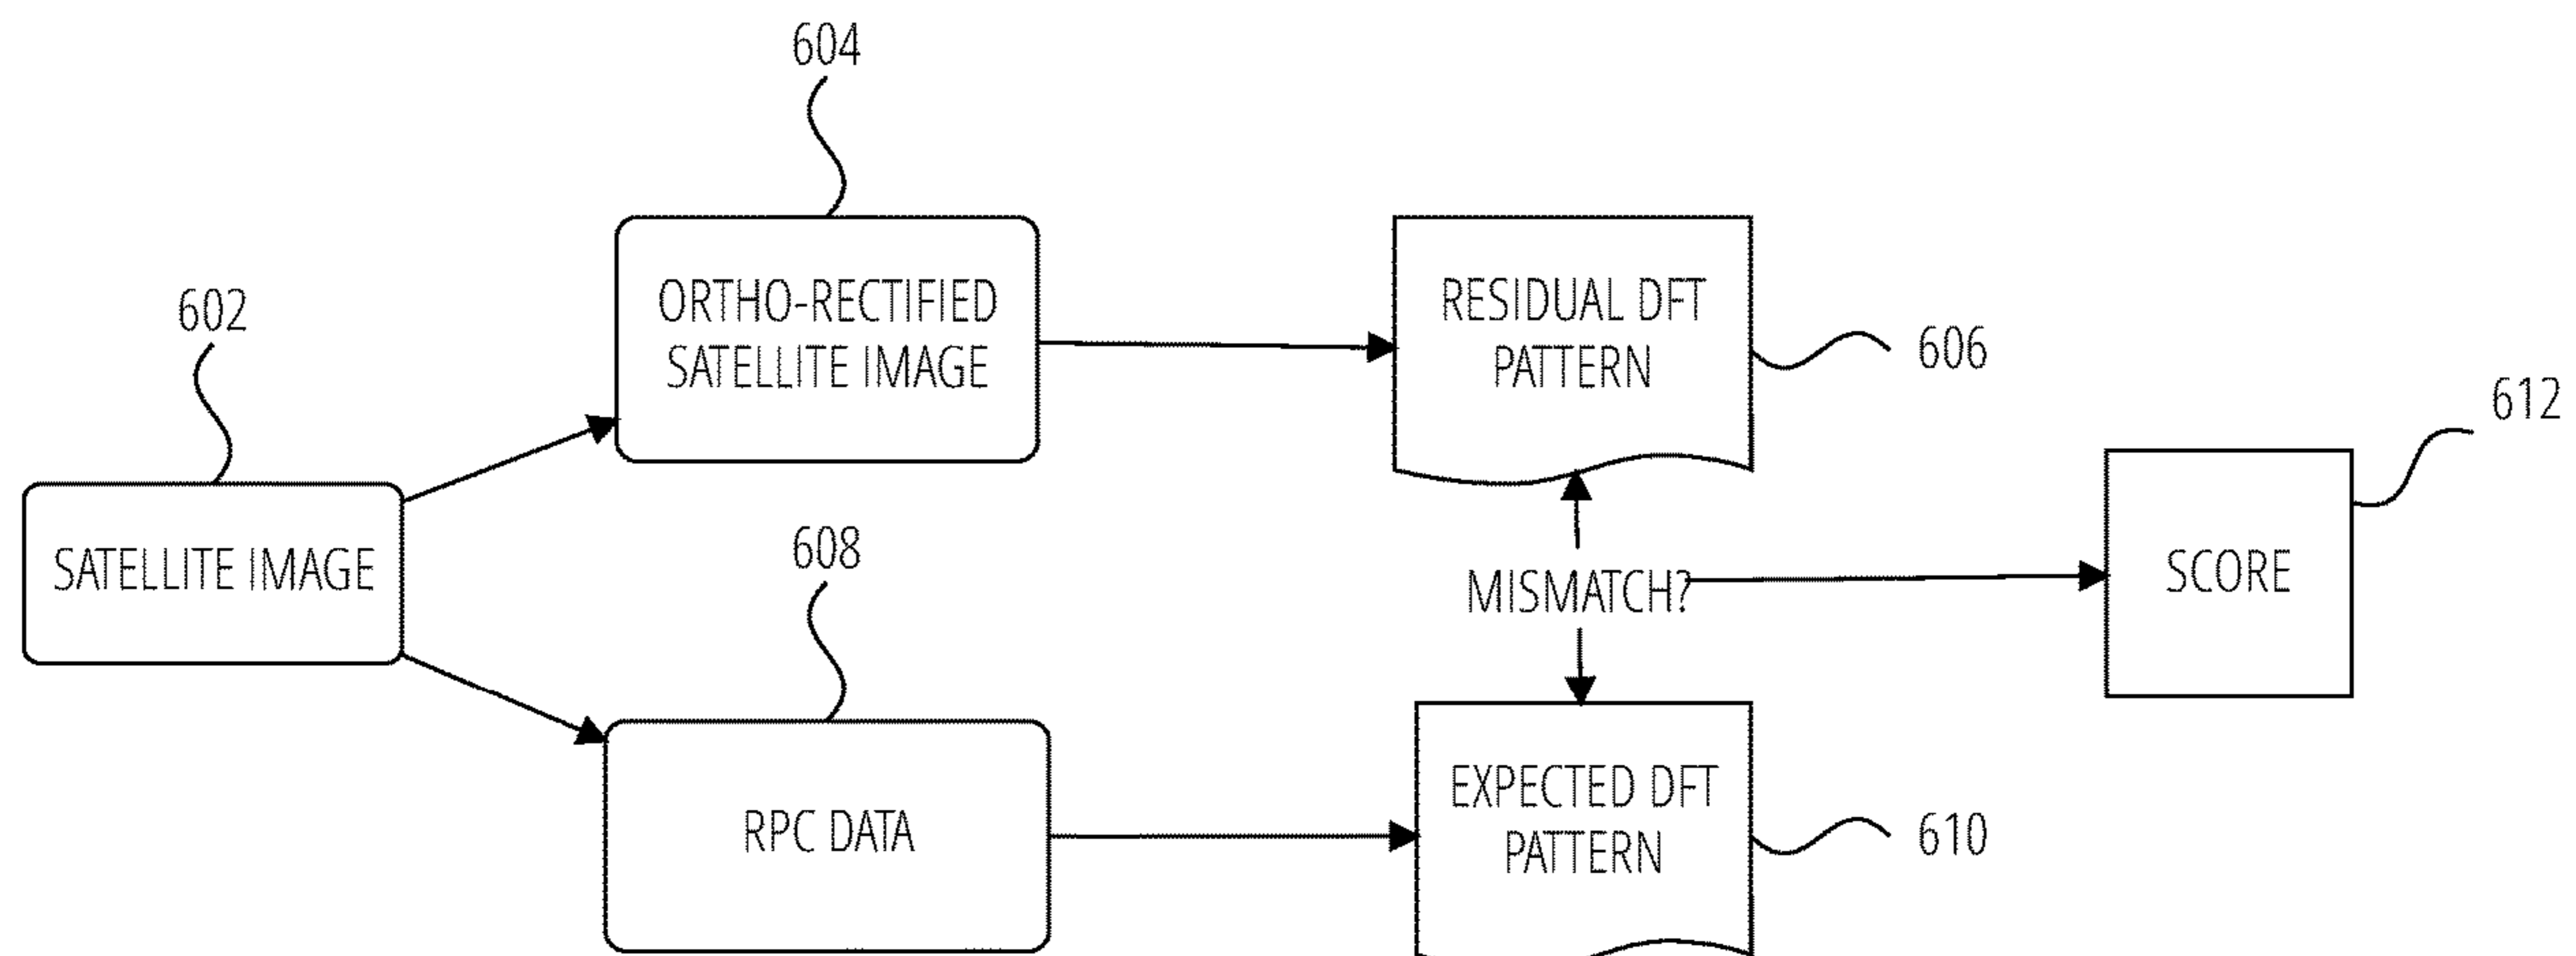 604
ORTHO-RECTIFIED
SATELLITE IMAGE
RESIDUAL DFT
PATTERN
606
602
612
SATELLITE IMAGE
608
MISMATCH?
SCORE
RPC DATA
EXPECTED DFT
PATTERN
610